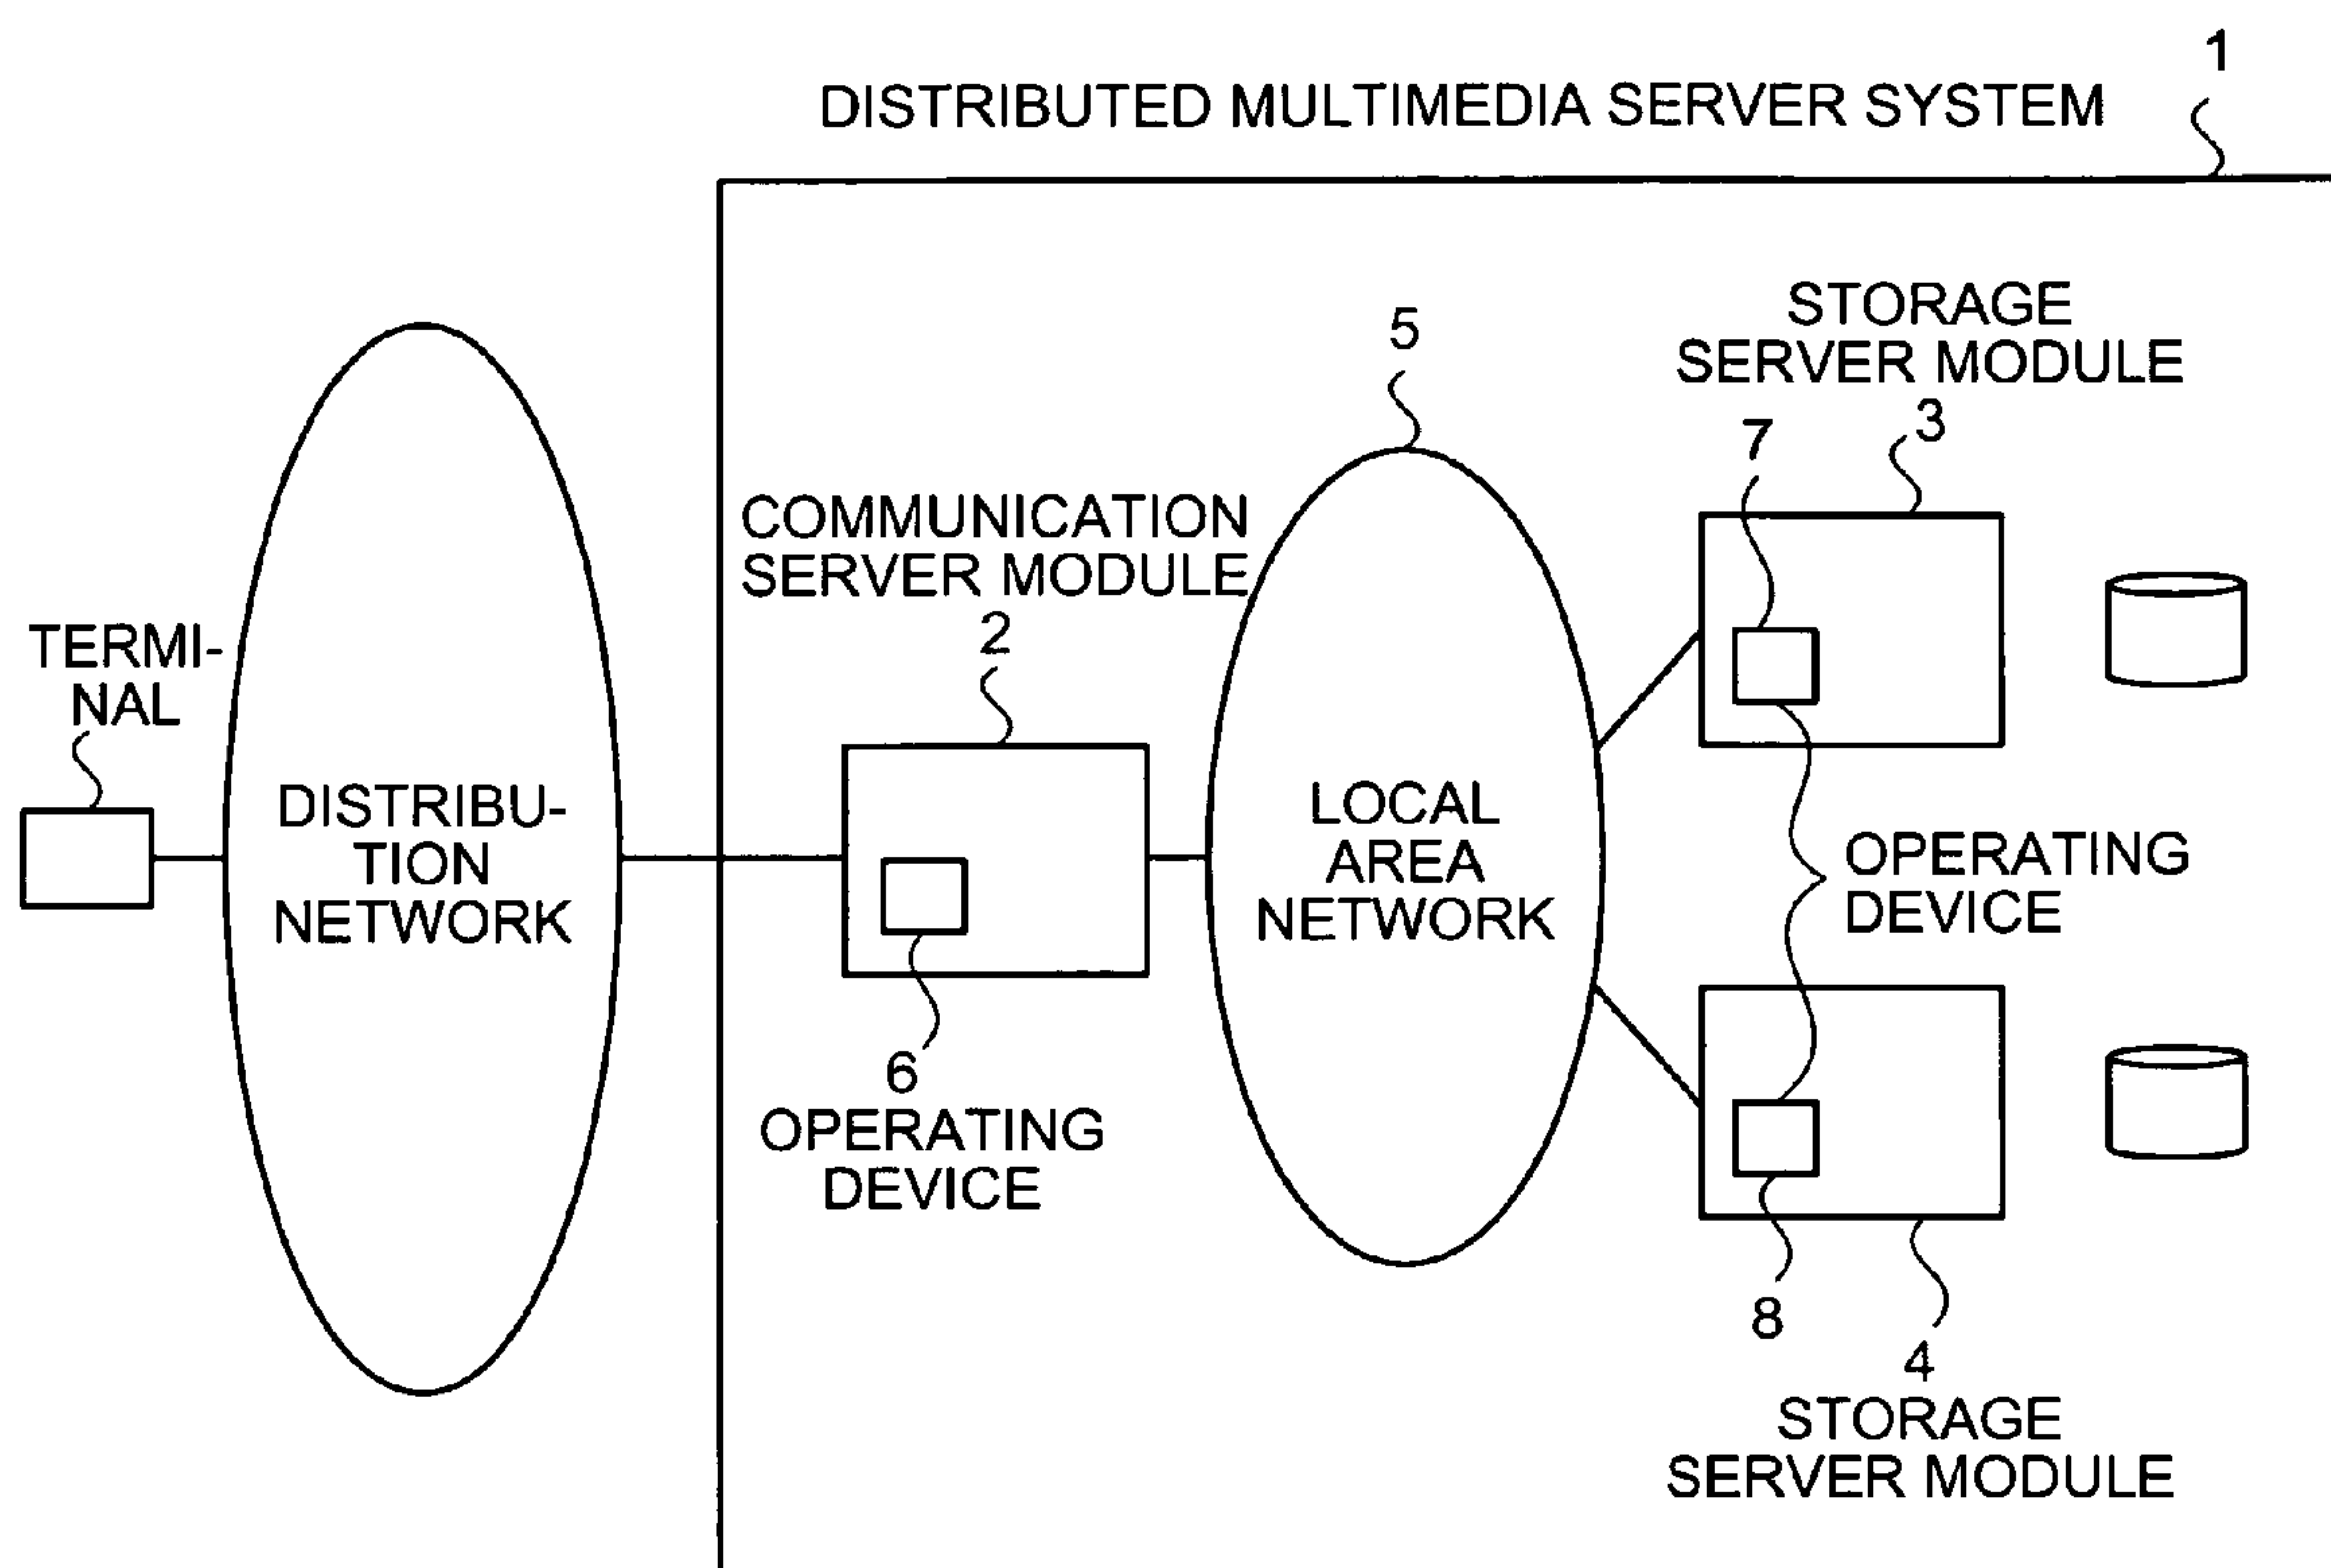 1
DISTRIBUTED MULTIMEDIA SERVER SYSTEM
STORAGE
SERVER MODULE
3
5
7
COMMUNICATION
SERVER MODULE
2
TERMI-
NAL
DISTRIBU-
TION
NETWORK
LOCAL
AREA
NETWORK
OPERATING
DEVICE
6
OPERATING
DEVICE
8
4
STORAGE
SERVER MODULE